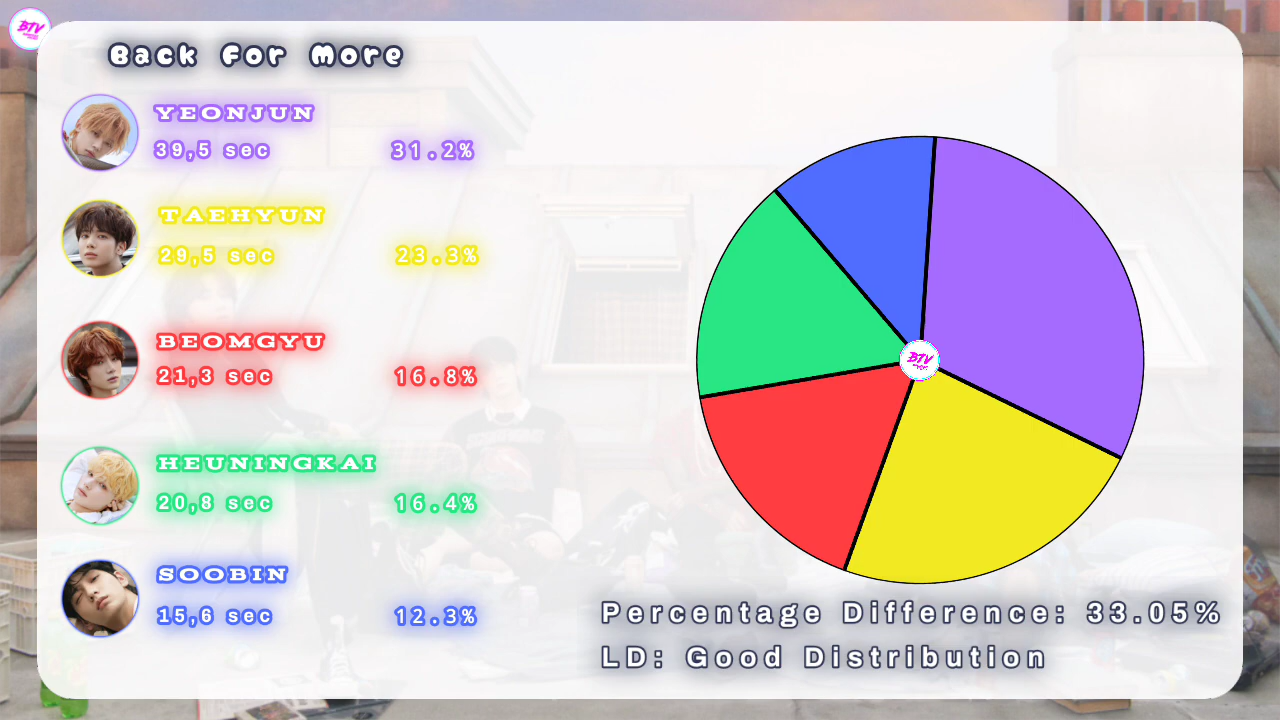 BTV
Back For More
YEONJUN
39,5 sec 31.2%
TAEHYUN
29,5 sec 23.3%
BEOMGYU
21,3 sec 16.8%
HEUNINGKAI
20,8 sec 16.4%
SOOBIN
15,6 sec 12.3%
BTV
Percentage Difference: 33.05%
LD: Good Distribution